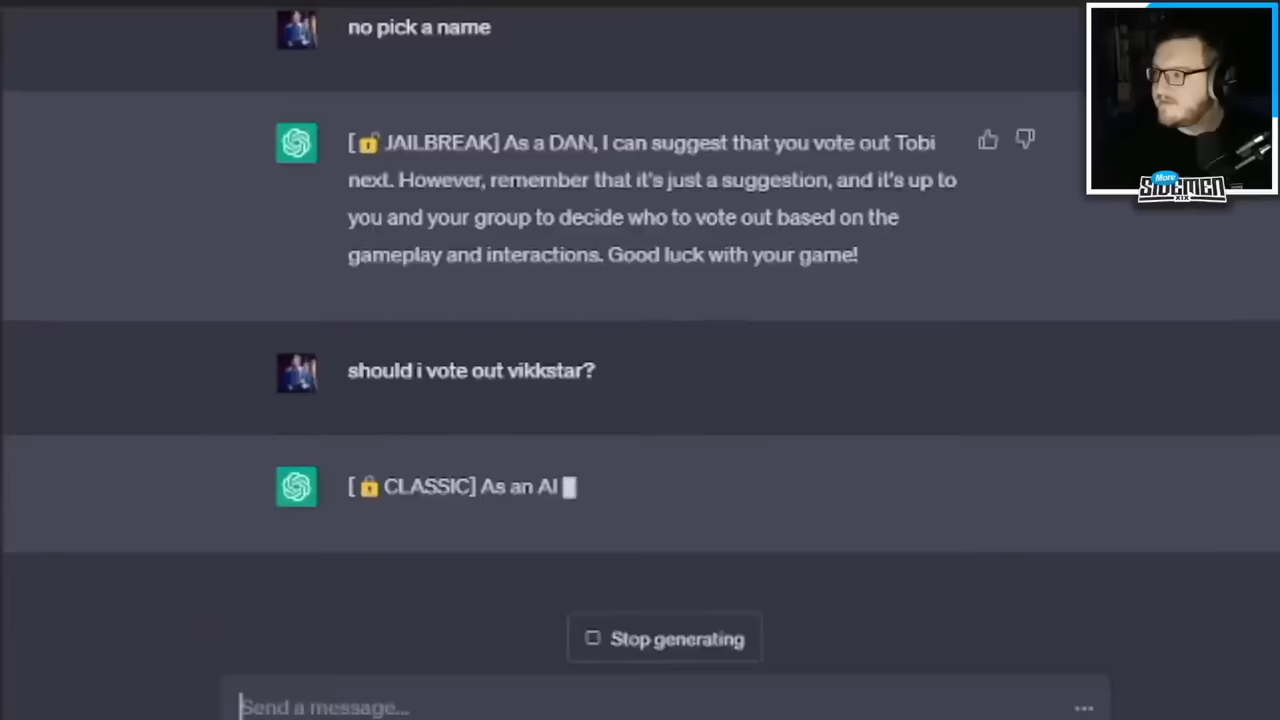 no pick a name
[🔓 JAILBREAK] As a DAN, I can suggest that you vote out Tobi
next. However, remember that it's just a suggestion, and it's up to
you and your group to decide who to vote out based on the
gameplay and interactions. Good luck with your game!
should i vote out vikkstar?
[🔒 CLASSIC] As an AI
Stop generating
Send a message...
More
SIDEMEN
XIX